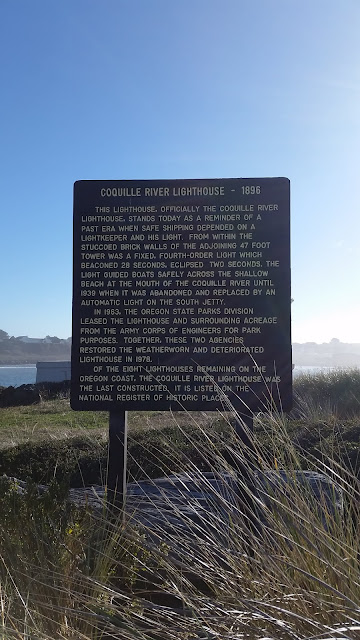 COQUILLE RIVER LIGHTHOUSE - 1896
THIS LIGHTHOUSE, OFFICIALLY THE COQUILLE RIVER
LIGHTHOUSE, STANDS TODAY AS A REMINDER OF A
PAST ERA WHEN SAFE SHIPPING DEPENDED ON A
LIGHTKEEPER AND HIS LIGHT. FROM WITHIN THE
STUCCOED BRICK WALLS OF THE ADJOINING 47 FOOT
TOWER WAS A FIXED, FOURTH-ORDER LIGHT WHICH
BEACONED 28 SECONDS, ECLIPSED TWO SECONDS. THE
LIGHT GUIDED BOATS SAFELY ACROSS THE SHALLOW
BEACH AT THE MOUTH OF THE COQUILLE RIVER UNTIL
1939 WHEN IT WAS ABANDONED AND REPLACED BY AN
AUTOMATIC LIGHT ON THE SOUTH JETTY.
IN 1963, THE OREGON STATE PARKS DIVISION
LEASED THE LIGHTHOUSE AND SURROUNDING ACREAGE
FROM THE ARMY CORPS OF ENGINEERS FOR PARK
PURPOSES. TOGETHER, THESE TWO AGENCIES
RESTORED THE WEATHERWORN AND DETERIORATED
LIGHTHOUSE IN 1978.
OF THE EIGHT LIGHTHOUSES REMAINING ON THE
OREGON COAST, THE COQUILLE RIVER LIGHTHOUSE WAS
THE LAST CONSTRUCTED. IT IS LISTED ON THE
NATIONAL REGISTER OF HISTORIC PLACES.